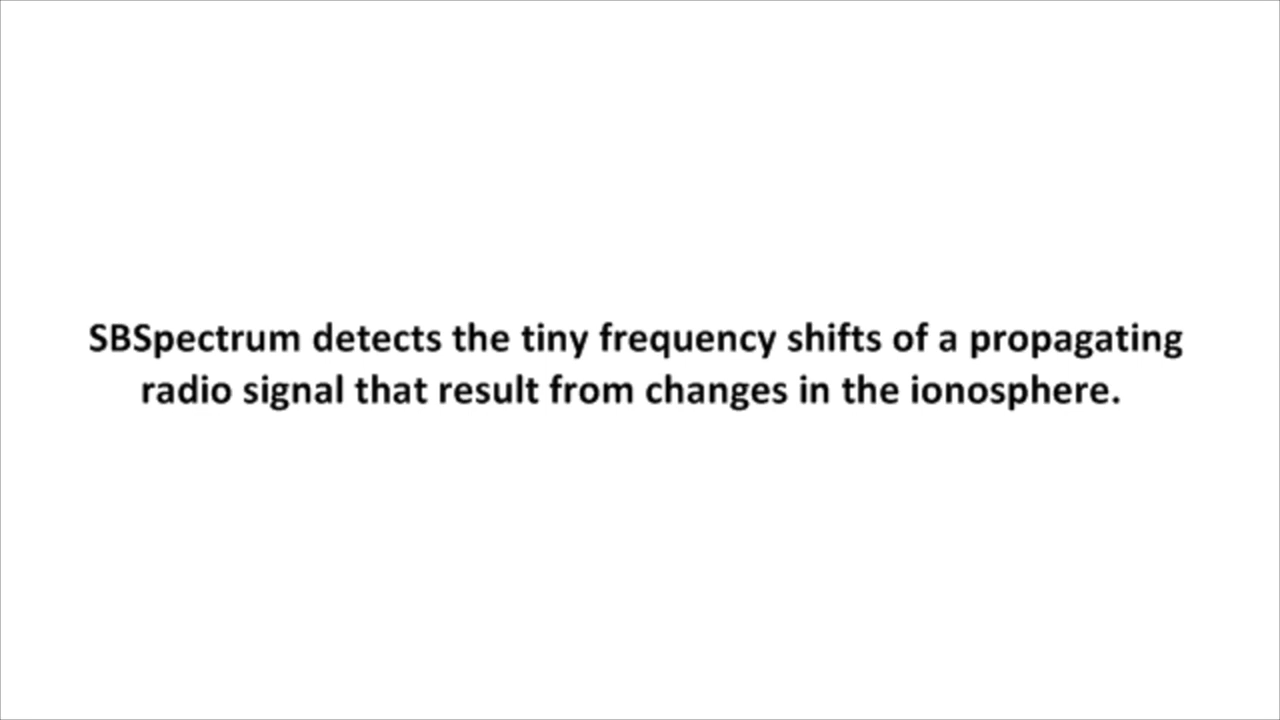 SBSpectrum detects the tiny frequency shifts of a propagating
radio signal that result from changes in the ionosphere.